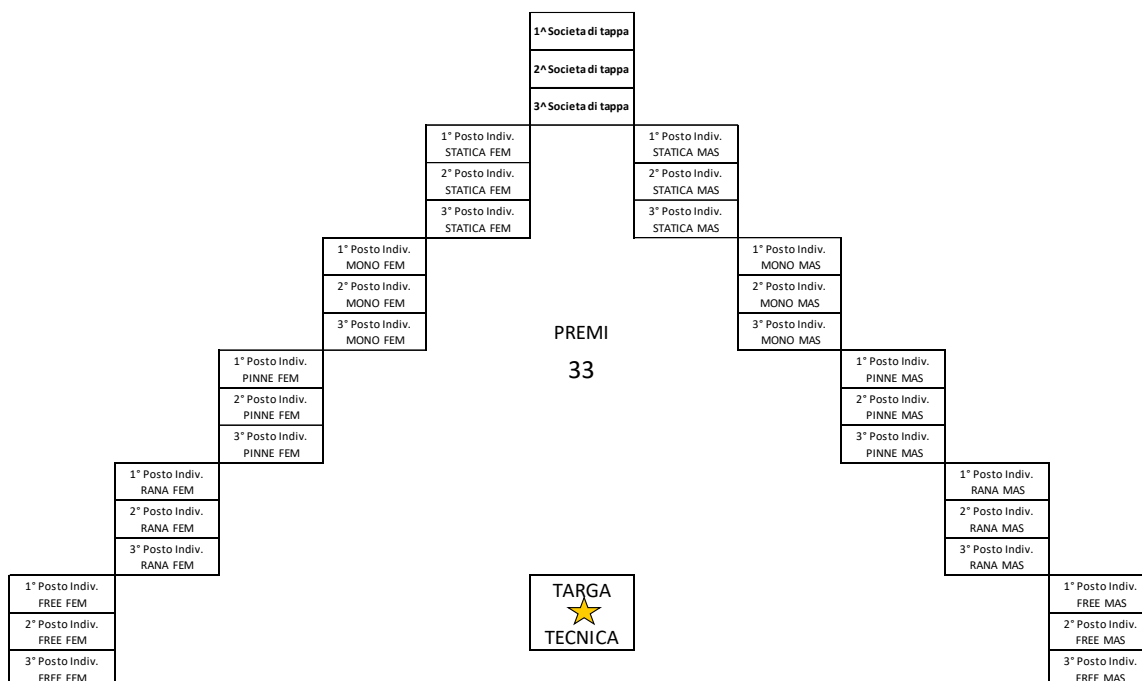 1^ Societa di tappa
2^ Societa di tappa
3^ Societa di tappa
1° Posto Indiv.
STATICA FEM
1° Posto Indiv.
STATICA MAS
2° Posto Indiv.
STATICA FEM
2° Posto Indiv.
STATICA MAS
3° Posto Indiv.
STATICA FEM
3° Posto Indiv.
STATICA MAS
1° Posto Indiv.
MONO FEM
1° Posto Indiv.
MONO MAS
2° Posto Indiv.
MONO FEM
2° Posto Indiv.
MONO MAS
3° Posto Indiv.
MONO FEM
PREMI
3° Posto Indiv.
MONO MAS
33
1° Posto Indiv.
PINNE FEM
1° Posto Indiv.
PINNE MAS
2° Posto Indiv.
PINNE FEM
2° Posto Indiv.
PINNE MAS
3° Posto Indiv.
PINNE FEM
3° Posto Indiv.
PINNE MAS
1° Posto Indiv.
RANA FEM
1° Posto Indiv.
RANA MAS
2° Posto Indiv.
RANA FEM
2° Posto Indiv.
RANA MAS
3° Posto Indiv.
RANA FEM
3° Posto Indiv.
RANA MAS
1° Posto Indiv.
FREE FEM
TARGA
TECNICA
1° Posto Indiv.
FREE MAS
2° Posto Indiv.
FREE FEM
2° Posto Indiv.
FREE MAS
3° Posto Indiv.
FREE FEM
3° Posto Indiv.
FREE MAS